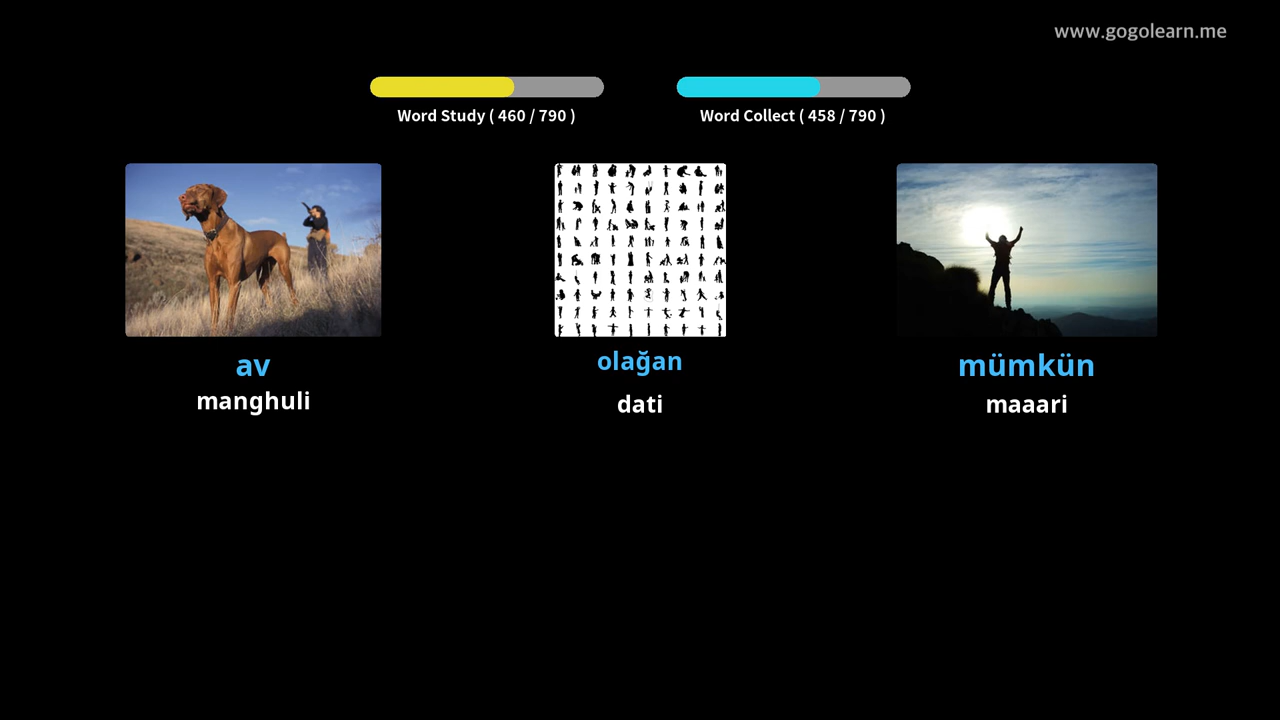 www.gogolearn.me
Word Study ( 460 / 790 )
Word Collect ( 458 / 790 )
av
olağan
mümkün
manghuli
dati
maaari